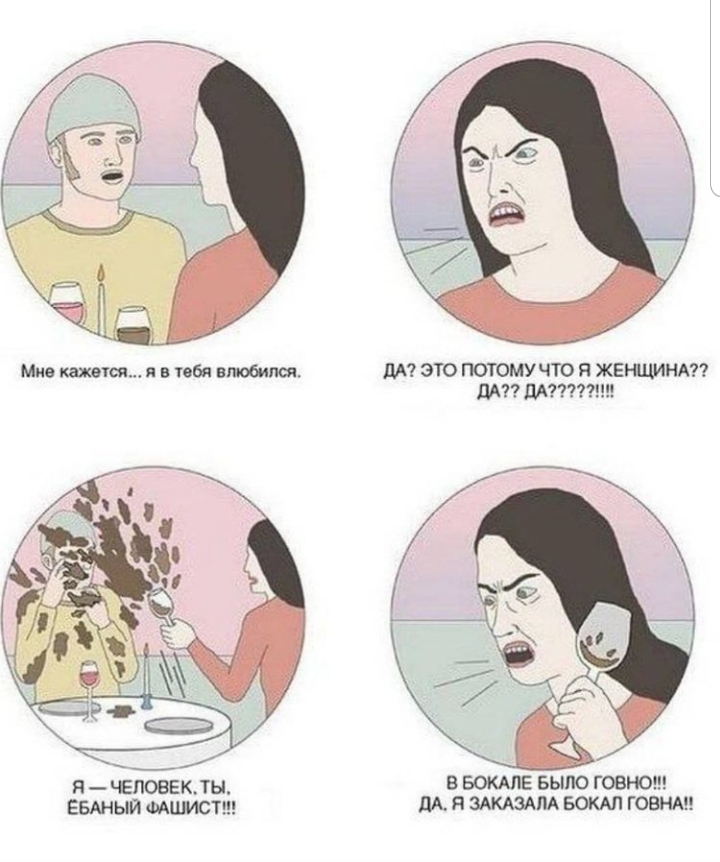 Мне кажется... я в тебя влюбился.
ДА? ЭТО ПОТОМУ ЧТО Я ЖЕНЩИНА??
ДА?? ДА?????!!!!
Я — ЧЕЛОВЕК, ТЫ,
ЁБАНЫЙ ФАШИСТ!!!
В БОКАЛЕ БЫЛО ГОВНО!!!
ДА, Я ЗАКАЗАЛА БОКАЛ ГОВНА!!